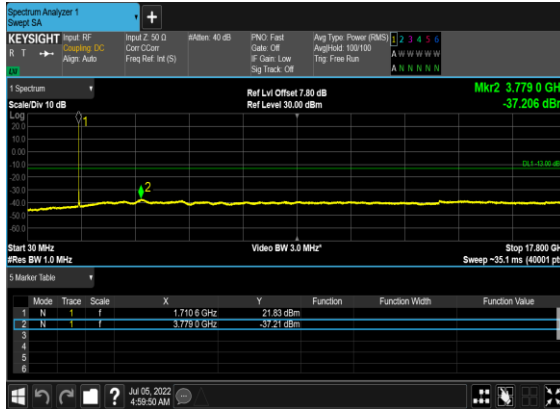 Spectrum Analyzer 1
Swept SA
+
KEYSIGHT Input: RF Input Z: 50 Ω #Atten: 40 dB PNO: Fast Avg Type: Power (RMS) 1 2 3 4 5 6
R T Coupling: DC Corr CCorr Gate: Off Avg|Hold: 100/100 A W W W W W
Align: Auto Freq Ref: Int (S) IF Gain: Low Trig: Free Run
LU Sig Track: Off A N N N N N
1 Spectrum Ref Lvl Offset 7.80 dB Mkr2 3.779 0 GHz
Scale/Div 10 dB Ref Level 30.00 dBm -37.206 dBm
Log
1
20.0
10.0
0.00
-10.0 DL1 -13.00 dB
-20.0
-30.0 2
-40.0
-50.0
-60.0
Start 30 MHz Video BW 3.0 MHz* Stop 17.800 GH
#Res BW 1.0 MHz Sweep ~35.1 ms (40001 pt
5 Marker Table
Mode Trace Scale X Y Function Function Width Function Value
1 N 1 f 1.710 6 GHz 21.83 dBm
2 N 1 f 3.779 0 GHz -37.21 dBm
3
4
5
6
? Jul 05, 2022
4:59:50 AM